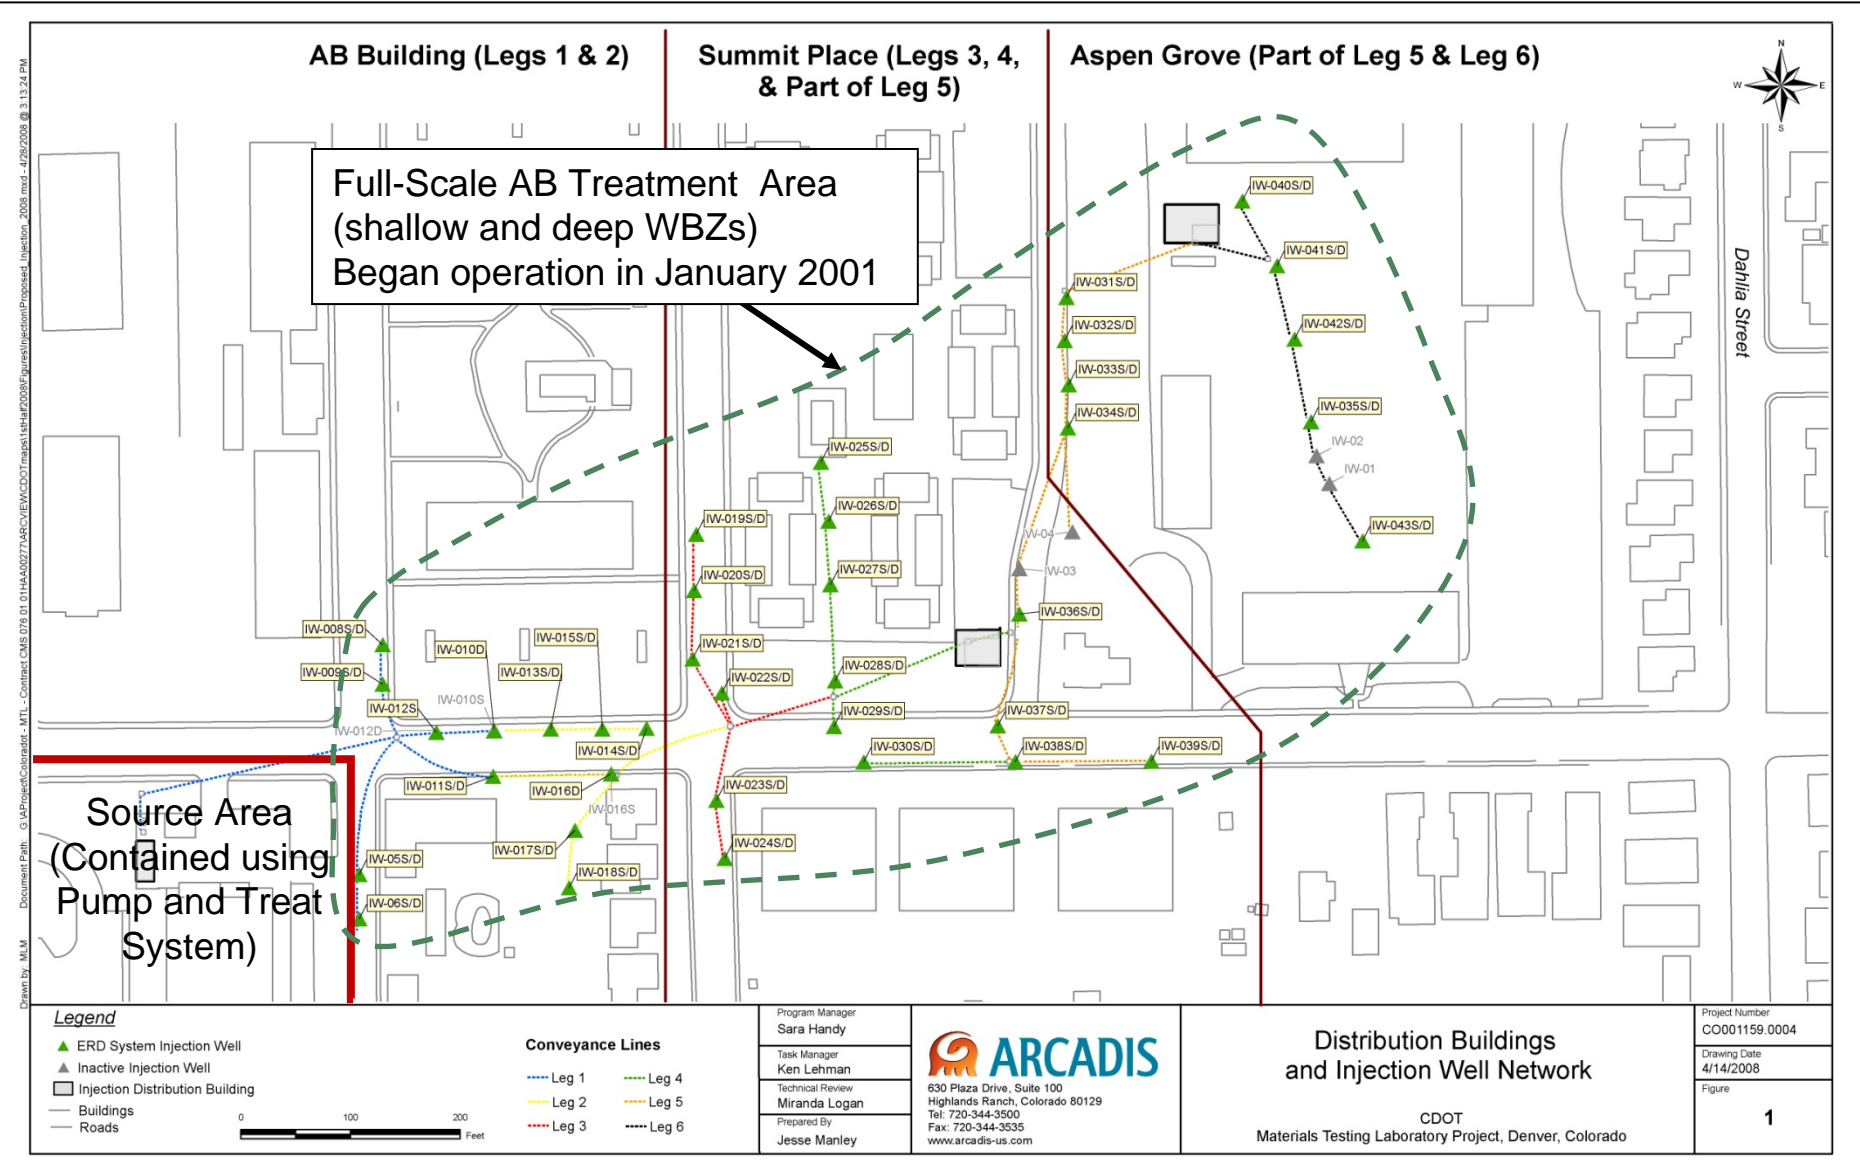 AB Building (Legs 1 & 2)
Summit Place (Legs 3, 4,
& Part of Leg 5)
Aspen Grove (Part of Leg 5 & Leg 6)
N
W
E
S
Full-Scale AB Treatment Area
(shallow and deep WBZs)
Began operation in January 2001
IW-040S/D
IW-041S/D
IW-031S/D
IW-032S/D
IW-042S/D
IW-033S/D
IW-034S/D
IW-035S/D
IW-02
IW-01
IW-043S/D
Dahlia Street
IW-025S/D
IW-026S/D
IW-019S/D
IW-04
IW-027S/D
IW-020S/D
IW-03
IW-036S/D
IW-008S/D
IW-010D
IW-015S/D
IW-021S/D
IW-009S/D
IW-013S/D
IW-028S/D
IW-022S/D
IW-012S
IW-010S
IW-029S/D
IW-037S/D
IW-012D
IW-014S/D
IW-030S/D
IW-038S/D
IW-039S/D
IW-011S/D
IW-016D
IW-023S/D
IW-016S
IW-017S/D
IW-024S/D
IW-018S/D
IW-05S/D
IW-06S/D
Source Area
(Contained using
Pump and Treat
System)
Legend
ERD System Injection Well
Inactive Injection Well
Injection Distribution Building
Buildings
Roads
0 100 200
Feet
Conveyance Lines
Leg 1
Leg 2
Leg 3
Leg 4
Leg 5
Leg 6
Program Manager
Sara Handy
Task Manager
Ken Lehman
Technical Review
Miranda Logan
Prepared By
Jesse Manley
ARCADIS
630 Plaza Drive, Suite 100
Highlands Ranch, Colorado 80129
Tel: 720-344-3500
Fax: 720-344-3535
www.arcadis-us.com
Distribution Buildings
and Injection Well Network
CDOT
Materials Testing Laboratory Project, Denver, Colorado
Project Number
CO001159.0004
Drawing Date
4/14/2008
Figure
1
Drawn by: MLM